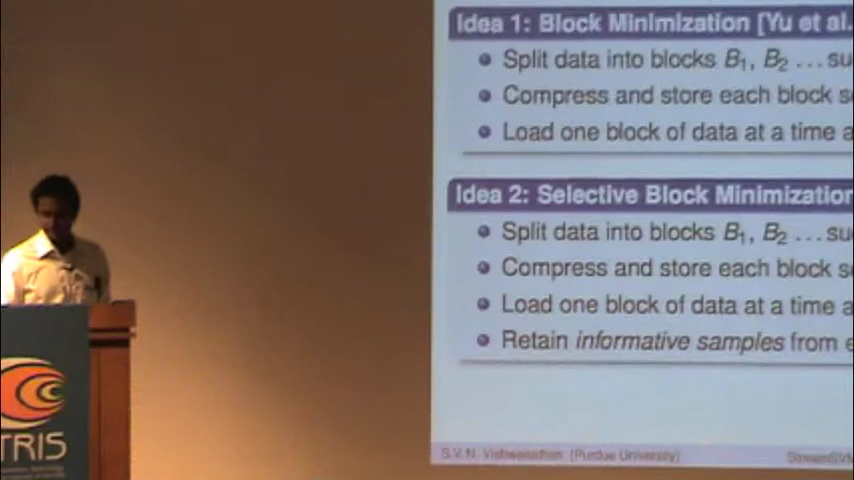 Idea 1: Block Minimization [Yu et al.
Split data into blocks B1, B2 ... su
Compress and store each block s
Load one block of data at a time a
Idea 2: Selective Block Minimization
Split data into blocks B1, B2 ... su
Compress and store each block s
Load one block of data at a time a
Retain informative samples from e
S.V.N. Vishwanathan (Purdue University)
StreamSVM
TRIS